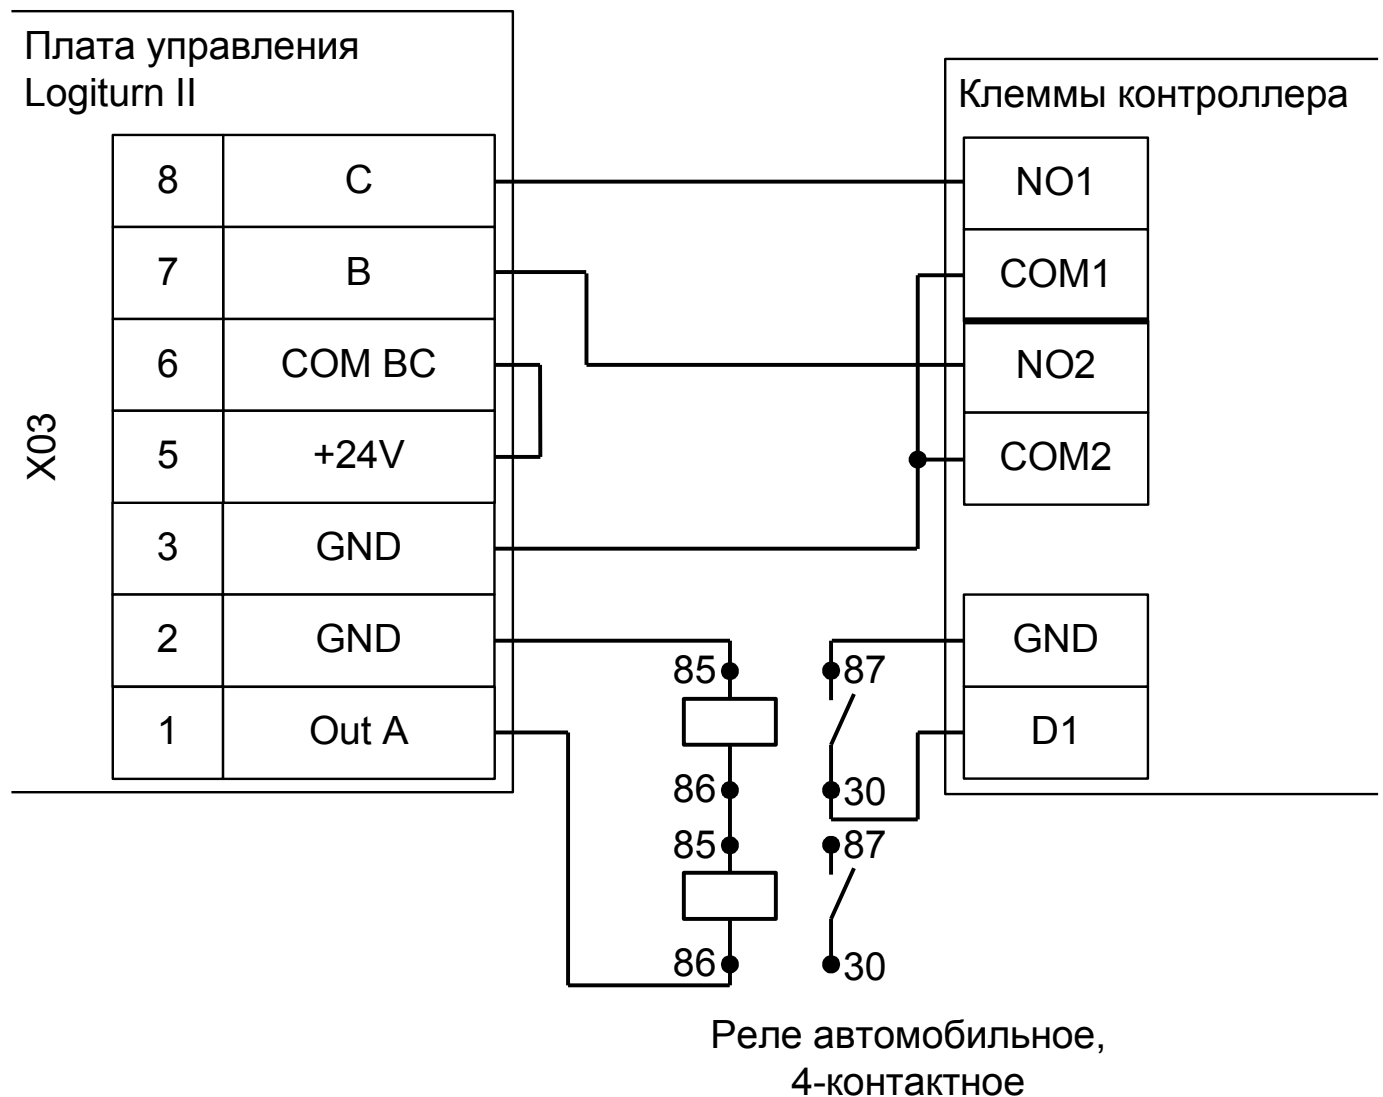 Плата управления
Logiturn II
Клеммы контроллера
X03
8 C
7 B
6 COM BC
5 +24V
3 GND
2 GND
1 Out A
NO1
COM1
NO2
COM2
GND
D1
85
87
86
30
85
87
86
30
Реле автомобильное,
4-контактное